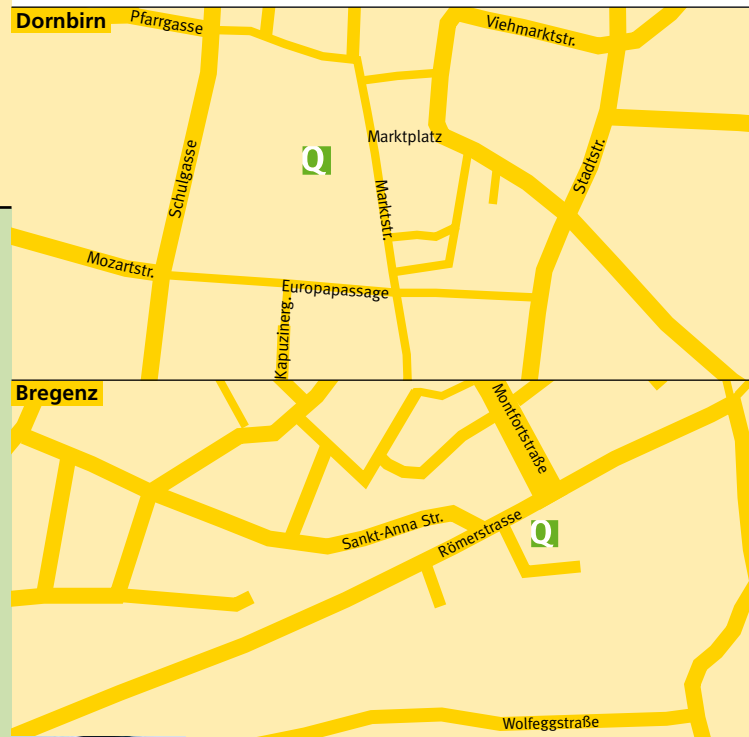 Dornbirn
Pfarrgasse
Viehmarktstr.
Schulgasse
Q
Marktplatz
Stadtstr.
Marktstr.
Mozartstr.
Europapassage
Kapuzinerg.
Bregenz
Montfortstraße
Sankt-Anna Str.
Römerstrasse
Q
Wolfeggstraße